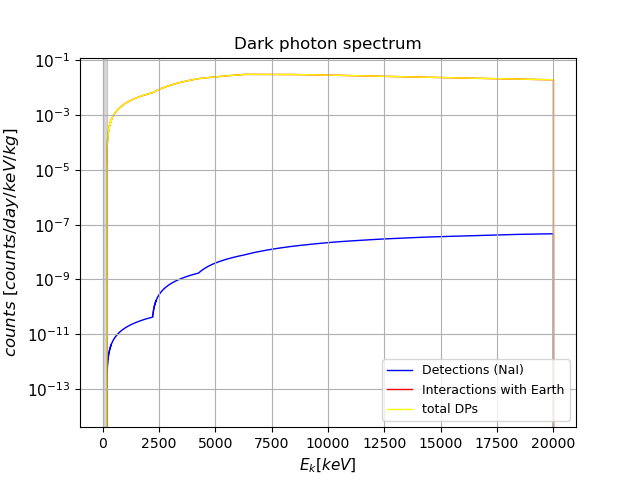 Dark photon spectrum
counts [counts/day/keV/kg]
10⁻¹
10⁻³
10⁻⁵
10⁻⁷
10⁻⁹
10⁻¹¹
10⁻¹³
Detections (NaI)
Interactions with Earth
total DPs
0 2500 5000 7500 10000 12500 15000 17500 20000
Eₖ[keV]